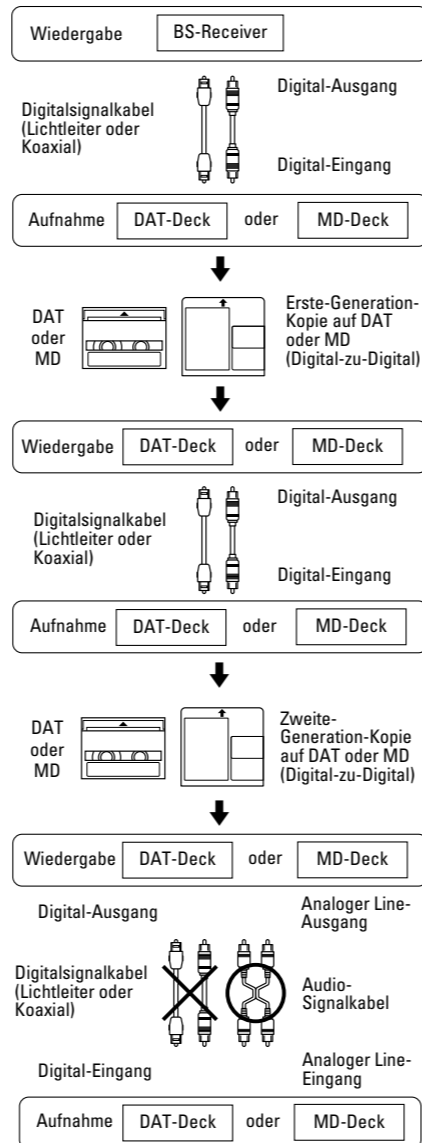 Wiedergabe BS-Receiver
Digitalsignalkabel
(Lichtleiter oder
Koaxial)
Digital-Ausgang
Digital-Eingang
Aufnahme DAT-Deck oder MD-Deck
DAT
oder
MD
Erste-Generation-
Kopie auf DAT
oder MD
(Digital-zu-Digital)
Wiedergabe DAT-Deck oder MD-Deck
Digitalsignalkabel
(Lichtleiter oder
Koaxial)
Digital-Ausgang
Digital-Eingang
Aufnahme DAT-Deck oder MD-Deck
DAT
oder
MD
Zweite-
Generation-Kopie
auf DAT oder MD
(Digital-zu-Digital)
Wiedergabe DAT-Deck oder MD-Deck
Digital-Ausgang
Analoger Line-
Ausgang
Digitalsignalkabel
(Lichtleiter oder
Koaxial)
Audio-
Signalkabel
Digital-Eingang
Analoger Line-
Eingang
Aufnahme DAT-Deck oder MD-Deck